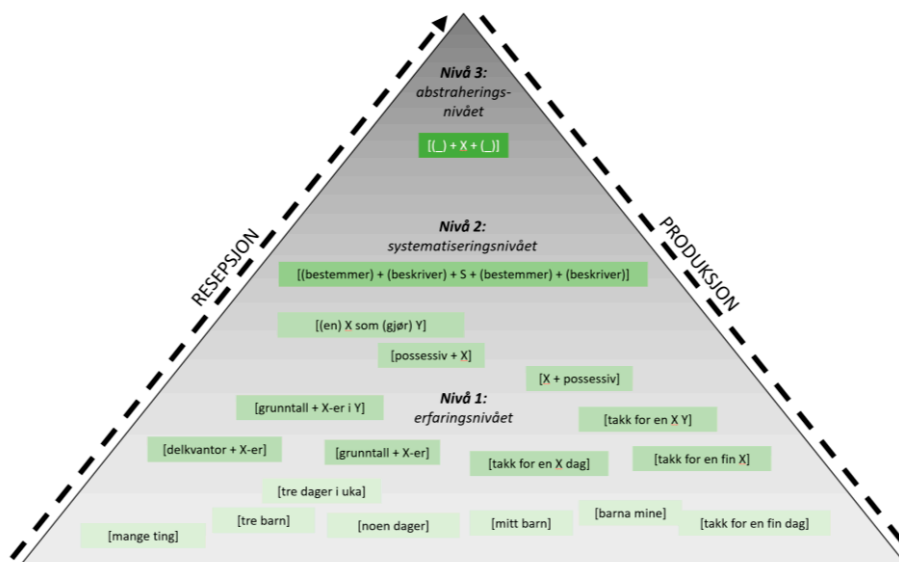 Nivå 3:
abstraherings-
nivået
[(_) + X + (_)]
RESEPSJON
PRODUKSJON
Nivå 2:
systematiseringsnivået
[(bestemmer) + (beskriver) + S + (bestemmer) + (beskriver)]
[(en) X som (gjør) Y]
[possessiv + X]
[X + possessiv]
Nivå 1:
erfaringsnivået
[grunntall + X-er i Y]
[takk for en X Y]
[delkvantor + X-er]
[grunntall + X-er]
[takk for en X dag]
[takk for en fin X]
[tre dager i uka]
[mange ting]
[tre barn]
[noen dager]
[mitt barn]
[barna mine]
[takk for en fin dag]